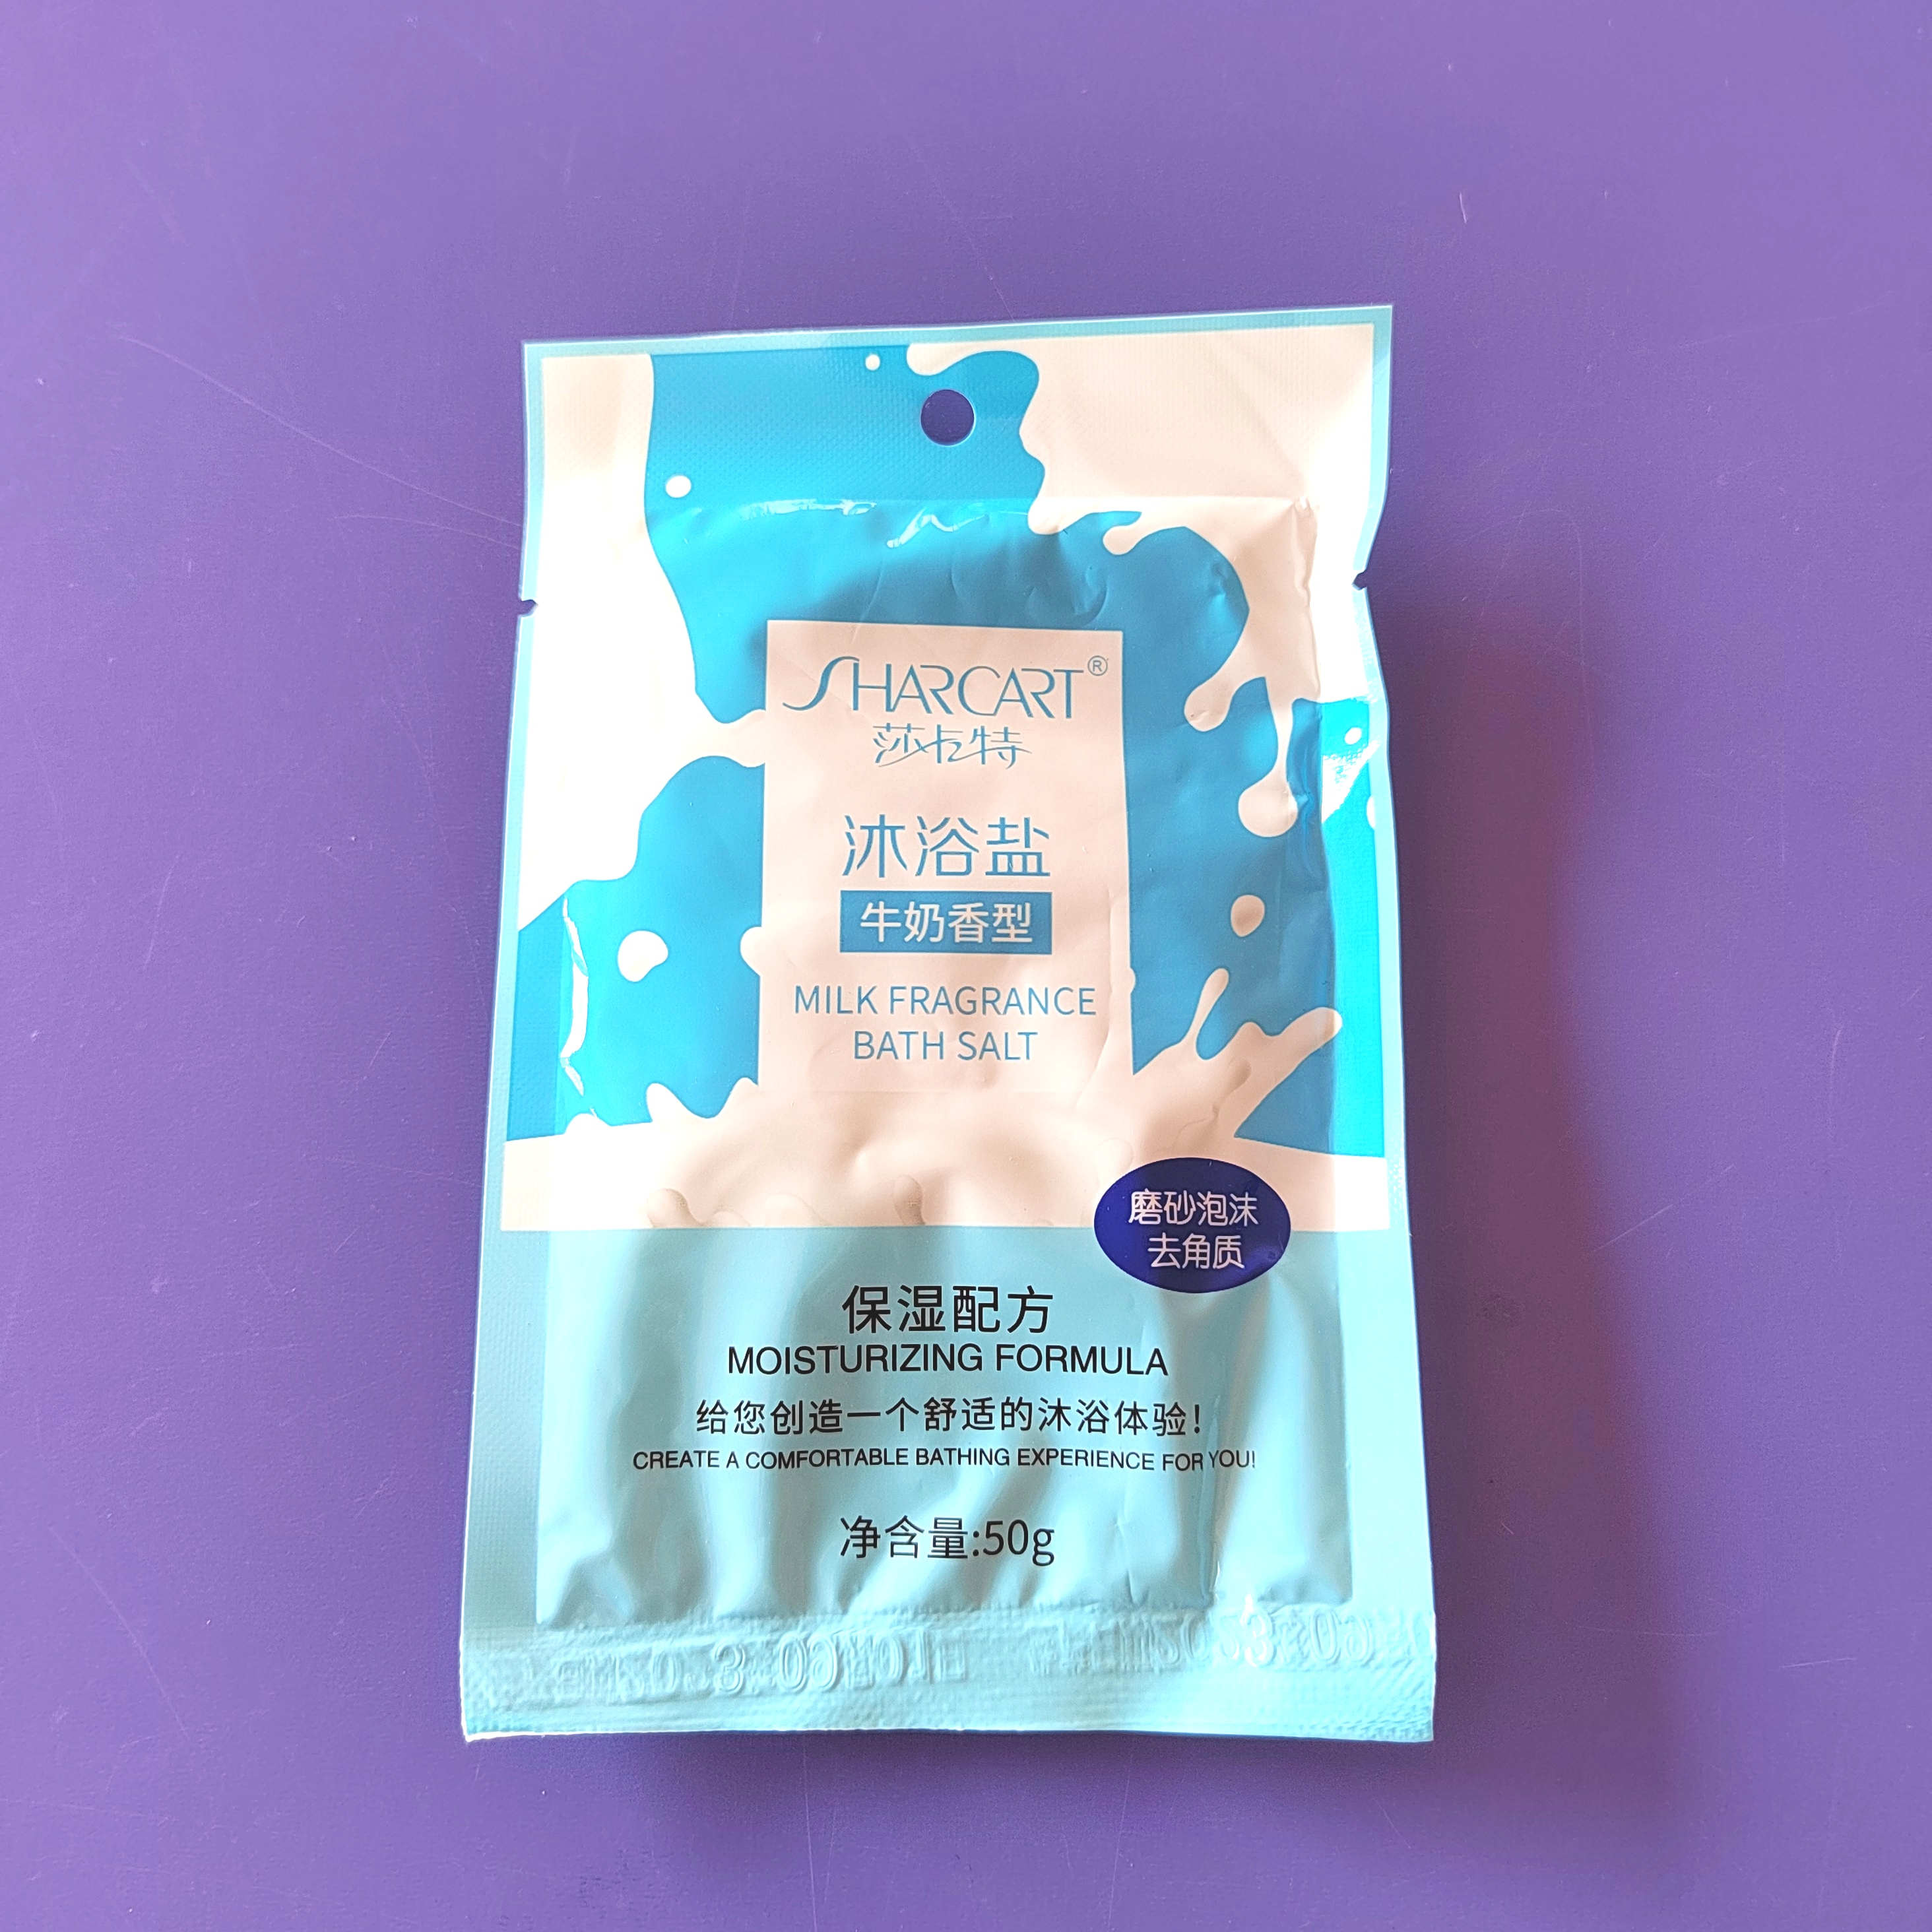 SHARCART®
莎卡特
沐浴盐
牛奶香型
MILK FRAGRANCE
BATH SALT
磨砂泡沫
去角质
保湿配方
MOISTURIZING FORMULA
给您创造一个舒适的沐浴体验!
CREATE A COMFORTABLE BATHING EXPERIENCE FOR YOU!
净含量:50g